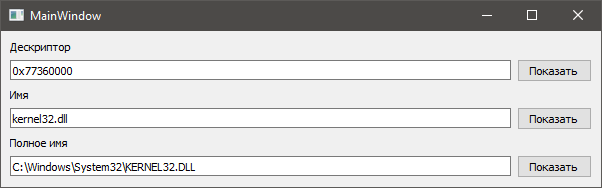 MainWindow
Дескриптор
0x77360000
Показать
Имя
kernel32.dll
Показать
Полное имя
C:\Windows\System32\KERNEL32.DLL
Показать